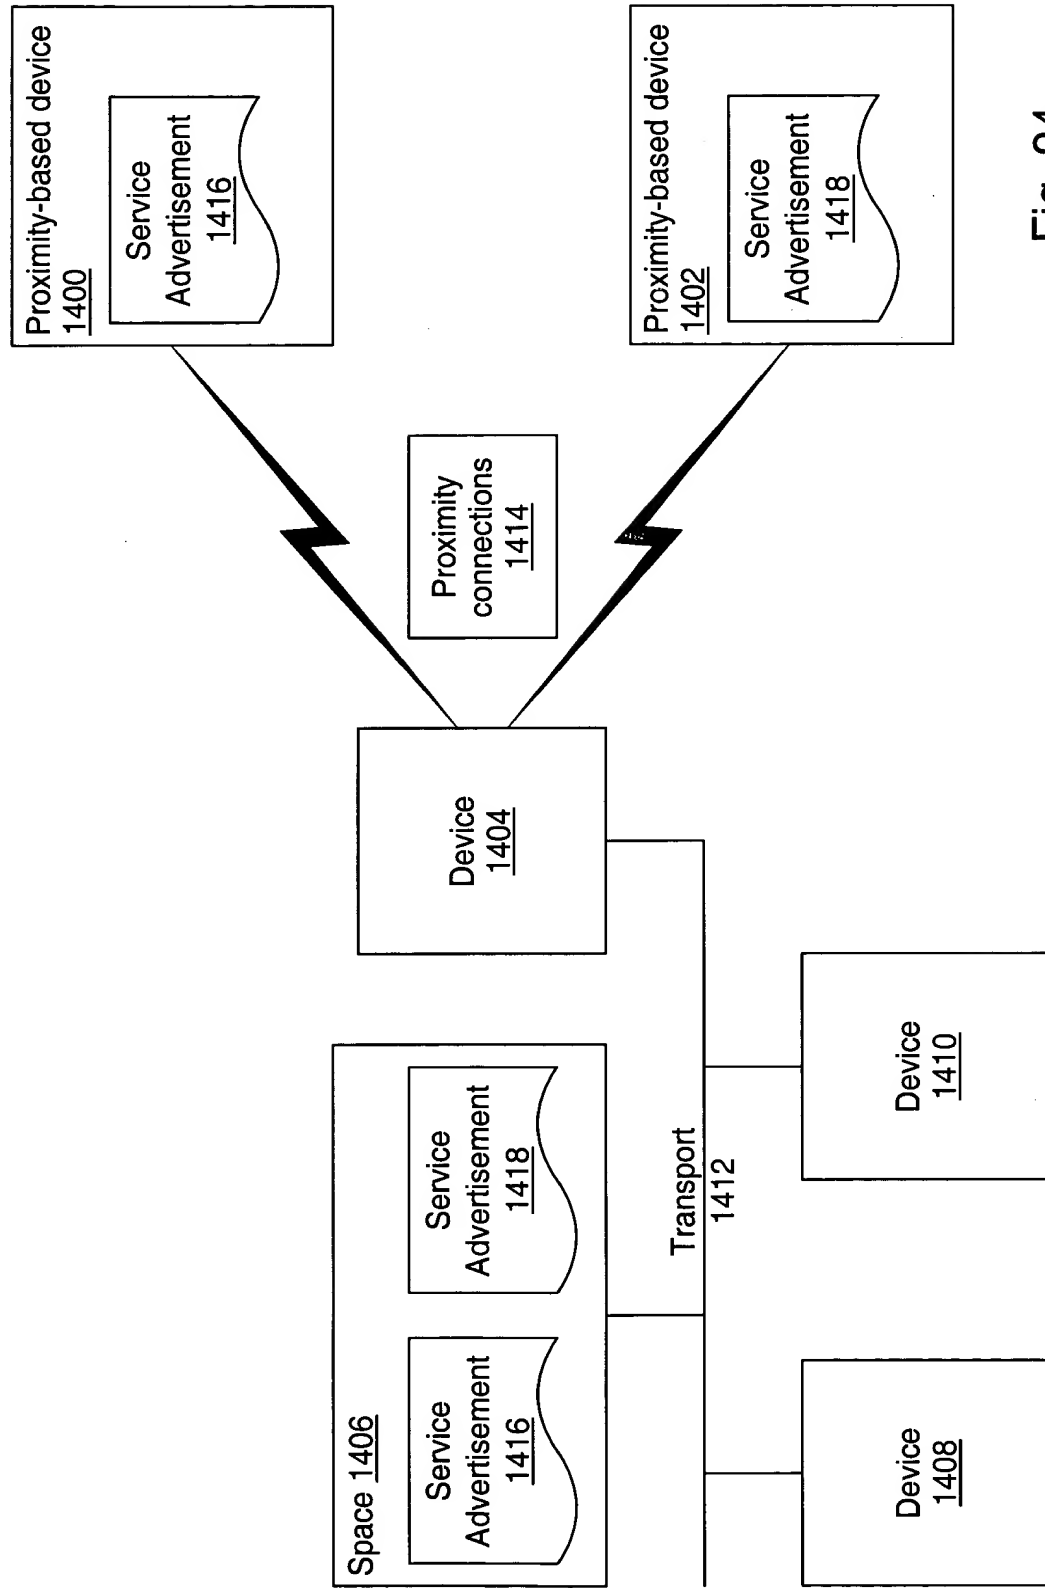 Proximity-based device
1400
Service
Advertisement
1416
Space 1406
Service
Advertisement
1416
Service
Advertisement
1418
Device
1404
Proximity
connections
1414
Transport
1412
Proximity-based device
1402
Service
Advertisement
1418
Device
1408
Device
1410
Fig.